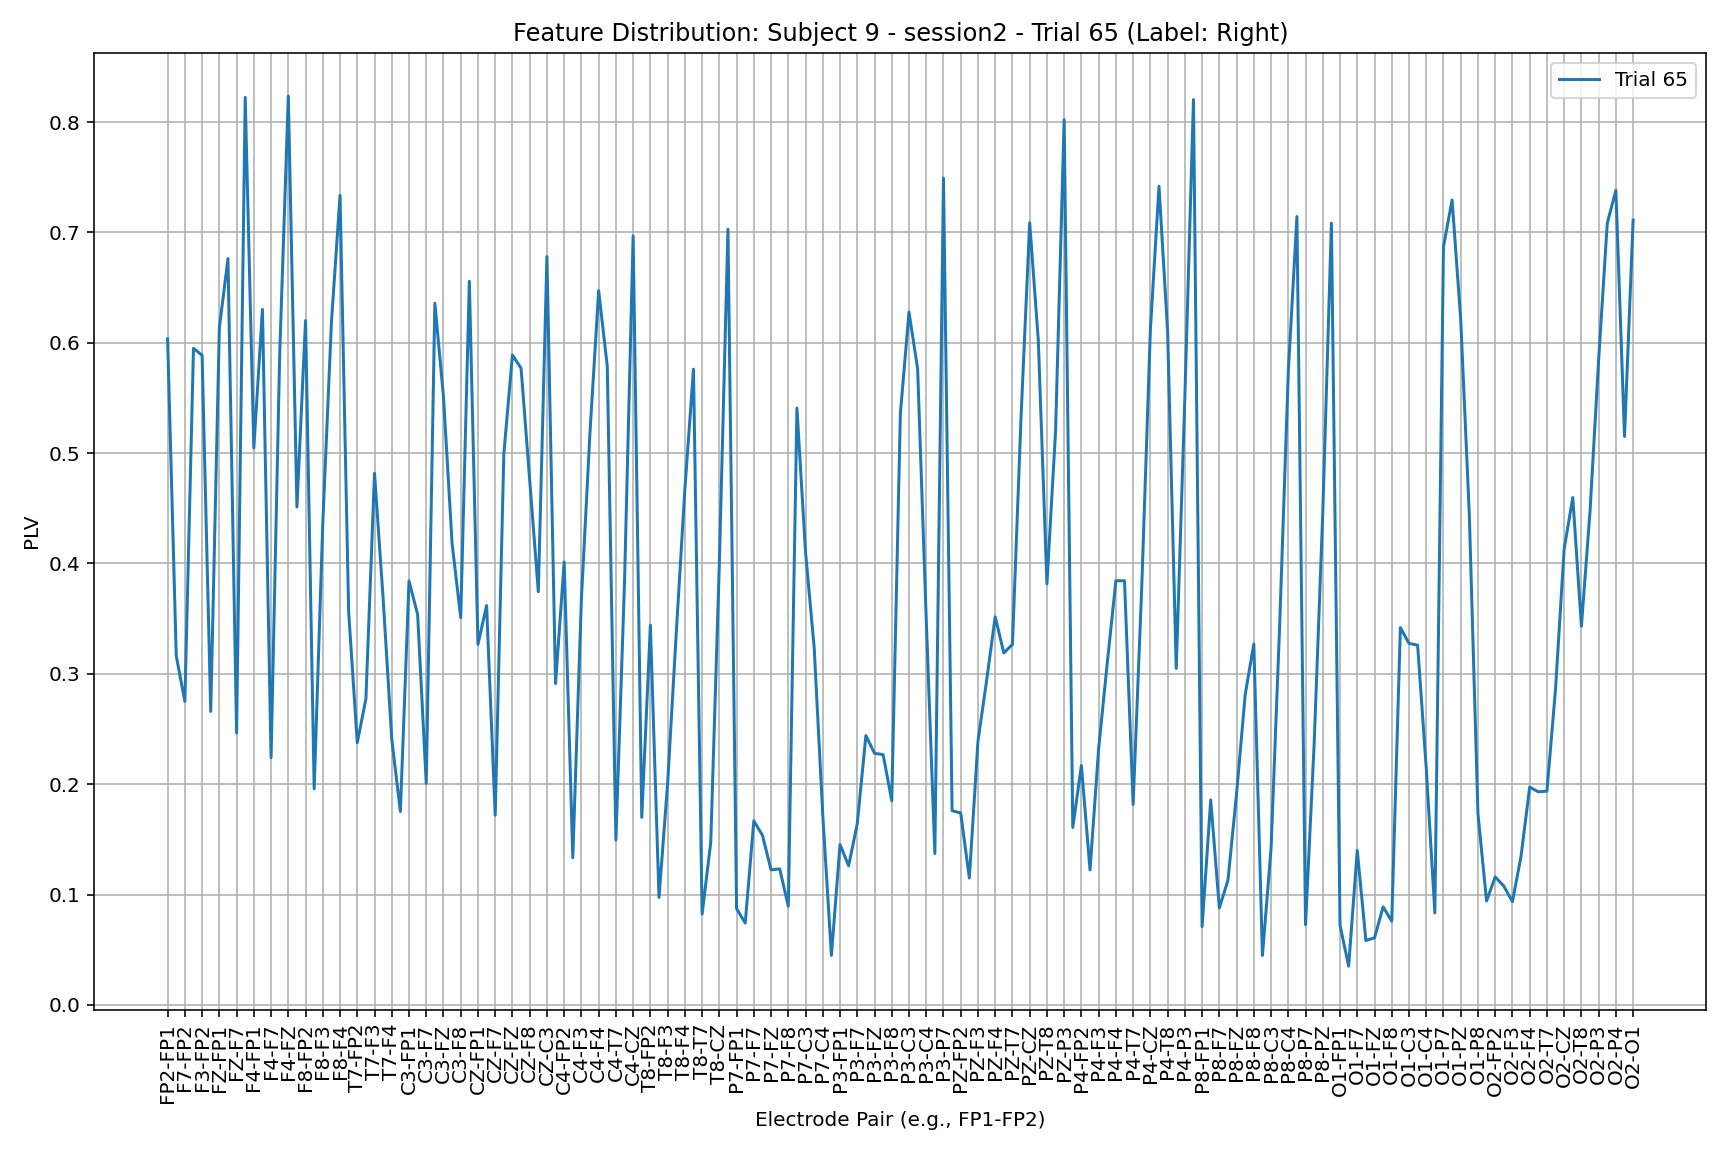 Feature Distribution: Subject 9 - session2 - Trial 65 (Label: Right)
Trial 65
PLV
0.8
0.7
0.6
0.5
0.4
0.3
0.2
0.1
0.0
FP2-FP1
F7-FP2
F3-FP2
FZ-FP1
FZ-F7
F4-FP1
F4-F7
F4-FZ
F8-FP2
F8-F3
F8-F4
T7-FP2
T7-F3
T7-F4
C3-FP1
C3-F7
C3-FZ
C3-F8
CZ-FP1
CZ-F7
CZ-FZ
CZ-F8
CZ-C3
C4-FP2
C4-F3
C4-F4
C4-T7
C4-CZ
T8-FP2
T8-F3
T8-F4
T8-T7
T8-CZ
P7-FP1
P7-F7
P7-FZ
P7-F8
P7-C3
P7-C4
P3-FP1
P3-F7
P3-FZ
P3-F8
P3-C3
P3-C4
P3-P7
PZ-FP2
PZ-F3
PZ-F4
PZ-T7
PZ-CZ
PZ-T8
PZ-P3
P4-FP2
P4-F3
P4-F4
P4-T7
P4-CZ
P4-T8
P4-P3
P8-FP1
P8-F7
P8-FZ
P8-F8
P8-C3
P8-C4
P8-P7
P8-PZ
O1-FP1
O1-F7
O1-FZ
O1-F8
O1-C3
O1-C4
O1-P7
O1-PZ
O1-P8
O2-FP2
O2-F3
O2-F4
O2-T7
O2-CZ
O2-T8
O2-P3
O2-P4
O2-O1
Electrode Pair (e.g., FP1-FP2)